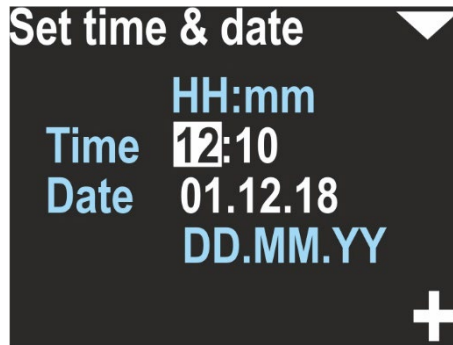 Set time & date
HH:mm
Time 12:10
Date 01.12.18
DD.MM.YY
+